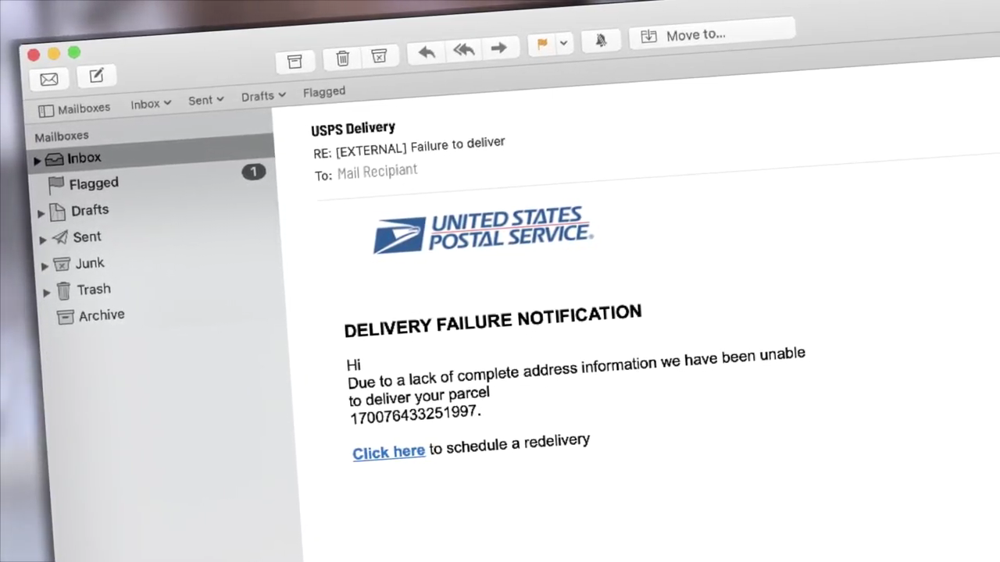 Move to...
Mailboxes Inbox Sent Drafts Flagged
Mailboxes
Inbox
Flagged
1
Drafts
Sent
Junk
Trash
Archive
USPS Delivery
RE: [EXTERNAL] Failure to deliver
To: Mail Recipiant
UNITED STATES
POSTAL SERVICE®
DELIVERY FAILURE NOTIFICATION
Hi
Due to a lack of complete address information we have been unable
to deliver your parcel
170076433251997.
Click here to schedule a redelivery